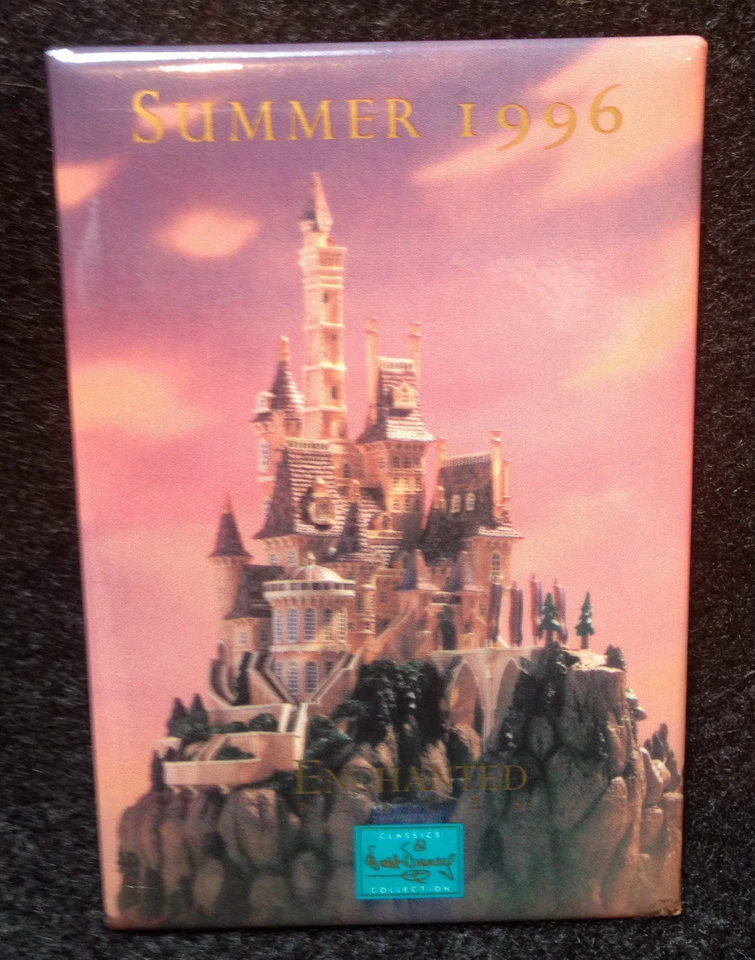 SUMMER 1996
ENCHANTED
CLASSICS
Walt Disney
COLLECTION